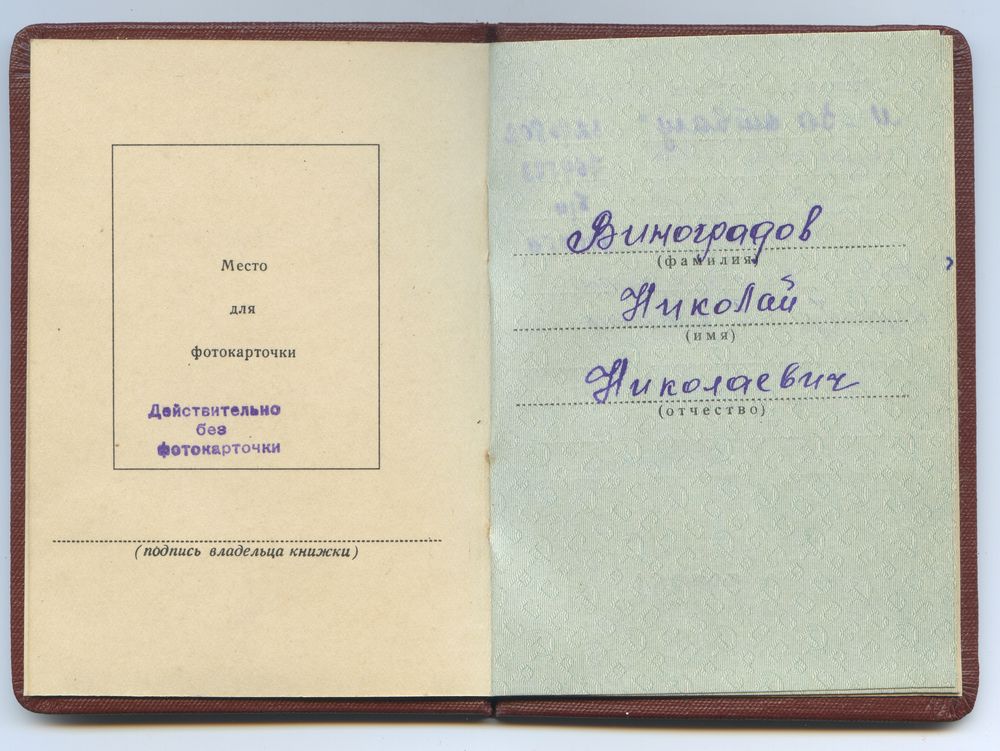 Место
для
фотокарточки
Действительно
без
фотокарточки
(подпись владельца книжки)
Виноградов
(фамилия)
Николай
(имя)
Николаевич
(отчество)